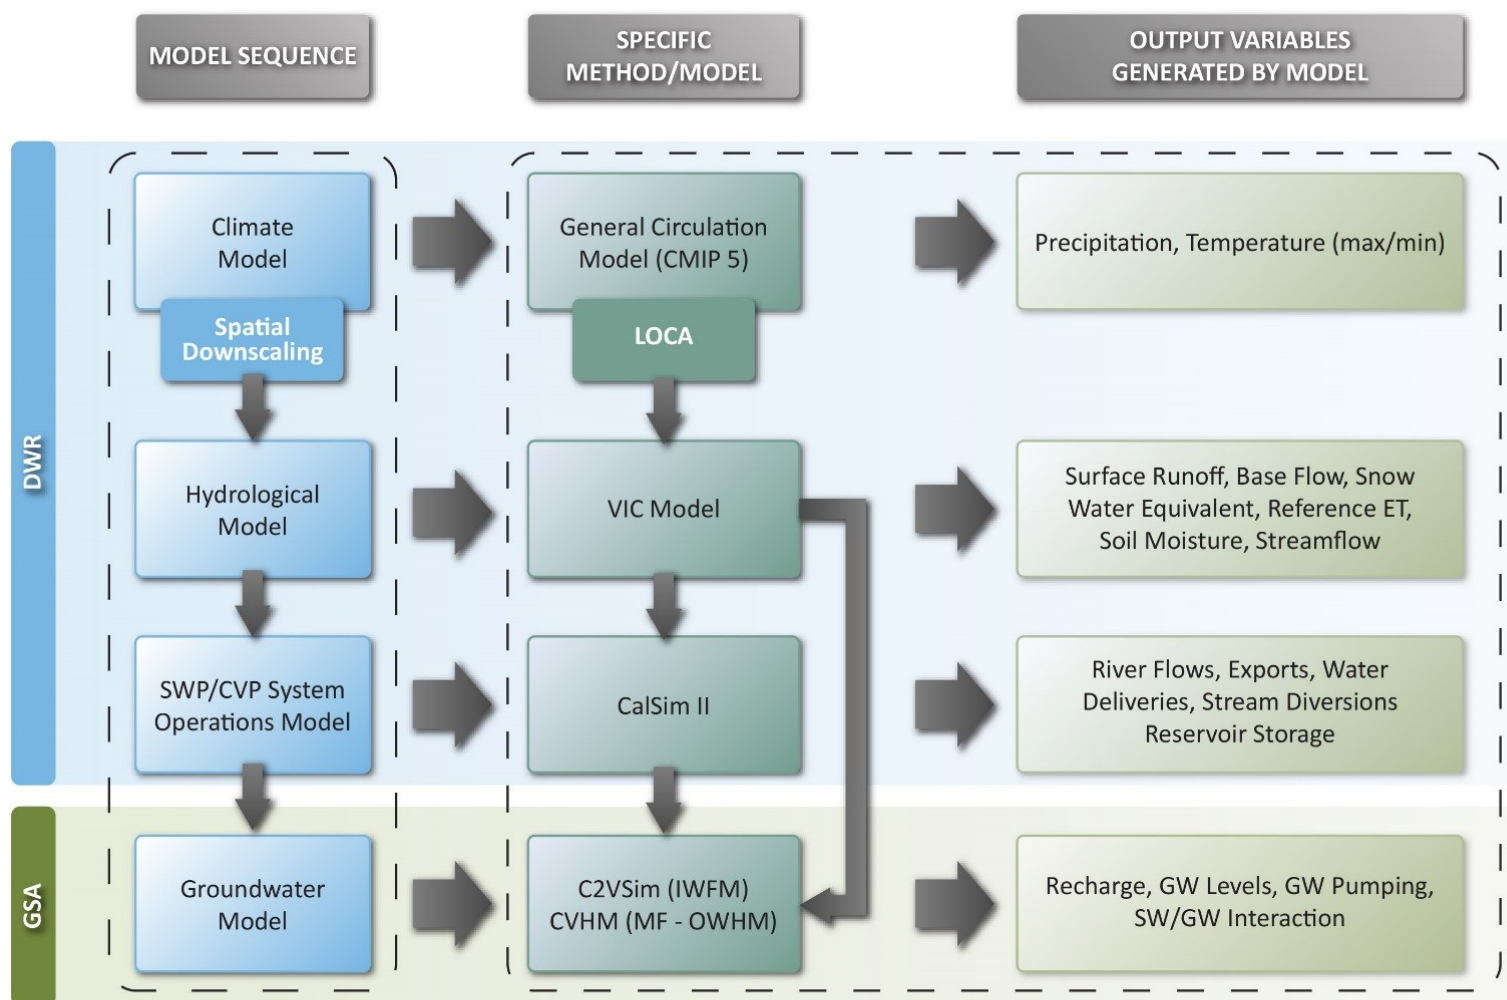 MODEL SEQUENCE
SPECIFIC
METHOD/MODEL
OUTPUT VARIABLES
GENERATED BY MODEL
DWR
Climate
Model
General Circulation
Model (CMIP 5)
Precipitation, Temperature (max/min)
Spatial
Downscaling
LOCA
Hydrological
Model
VIC Model
Surface Runoff, Base Flow, Snow
Water Equivalent, Reference ET,
Soil Moisture, Streamflow
SWP/CVP System
Operations Model
CalSim II
River Flows, Exports, Water
Deliveries, Stream Diversions
Reservoir Storage
GSA
Groundwater
Model
C2VSim (IWFM)
CVHM (MF - OWHM)
Recharge, GW Levels, GW Pumping,
SW/GW Interaction